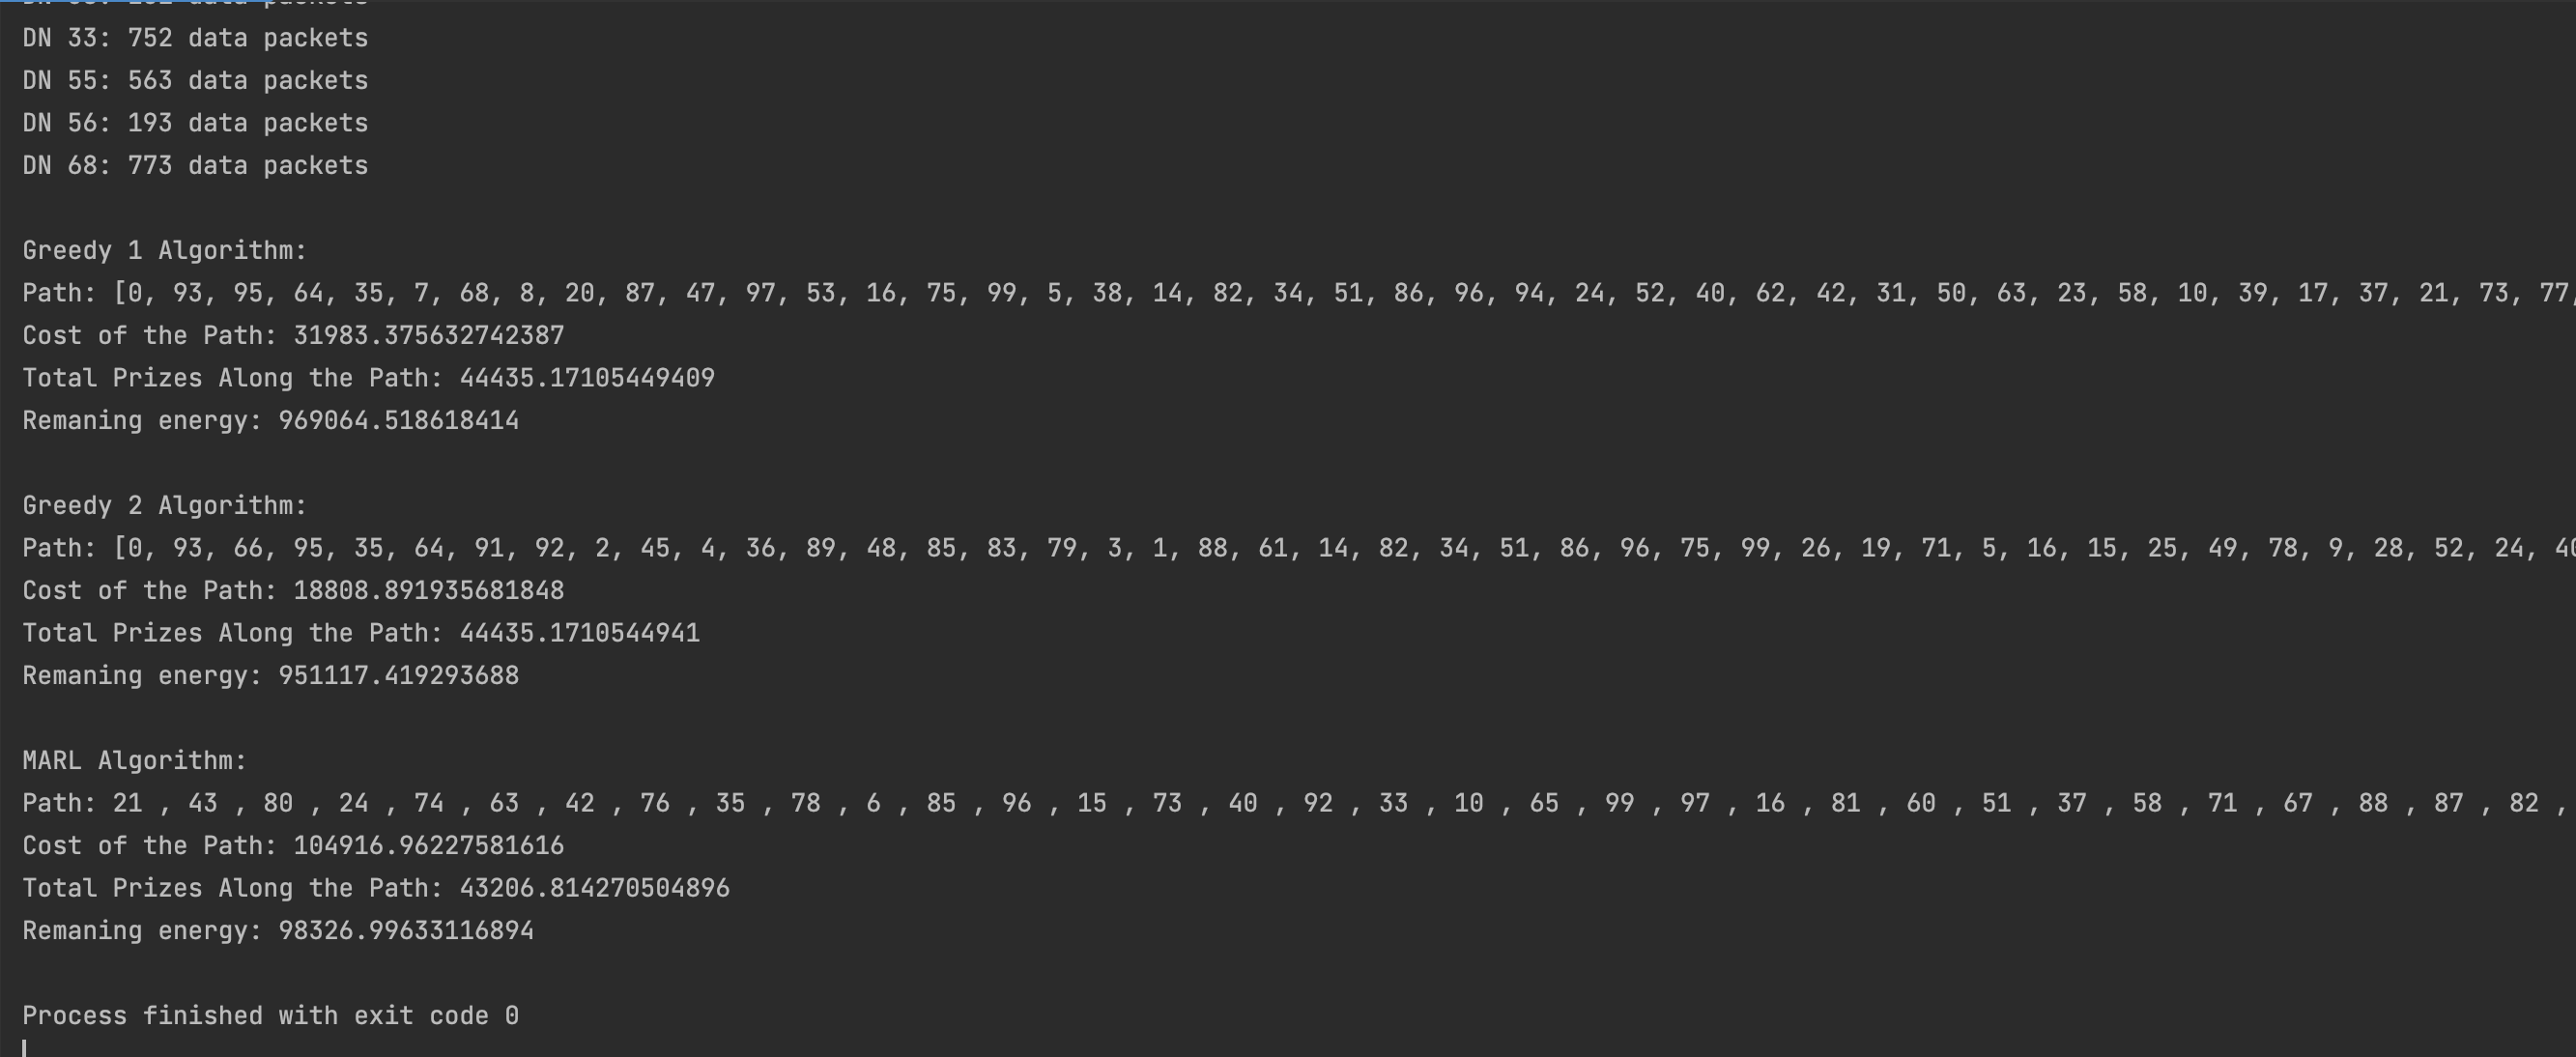 DN 33: 752 data packets
DN 55: 563 data packets
DN 56: 193 data packets
DN 68: 773 data packets
Greedy 1 Algorithm:
Path: [0, 93, 95, 64, 35, 7, 68, 8, 20, 87, 47, 97, 53, 16, 75, 99, 5, 38, 14, 82, 34, 51, 86, 96, 94, 24, 52, 40, 62, 42, 31, 50, 63, 23, 58, 10, 39, 17, 37, 21, 73, 77,
Cost of the Path: 31983.375632742387
Total Prizes Along the Path: 44435.17105449409
Remaning energy: 969064.518618414
Greedy 2 Algorithm:
Path: [0, 93, 66, 95, 35, 64, 91, 92, 2, 45, 4, 36, 89, 48, 85, 83, 79, 3, 1, 88, 61, 14, 82, 34, 51, 86, 96, 75, 99, 26, 19, 71, 5, 16, 15, 25, 49, 78, 9, 28, 52, 24, 40
Cost of the Path: 18808.891935681848
Total Prizes Along the Path: 44435.1710544941
Remaning energy: 951117.419293688
MARL Algorithm:
Path: 21 , 43 , 80 , 24 , 74 , 63 , 42 , 76 , 35 , 78 , 6 , 85 , 96 , 15 , 73 , 40 , 92 , 33 , 10 , 65 , 99 , 97 , 16 , 81 , 60 , 51 , 37 , 58 , 71 , 67 , 88 , 87 , 82 ,
Cost of the Path: 104916.96227581616
Total Prizes Along the Path: 43206.814270504896
Remaning energy: 98326.99633116894
Process finished with exit code 0